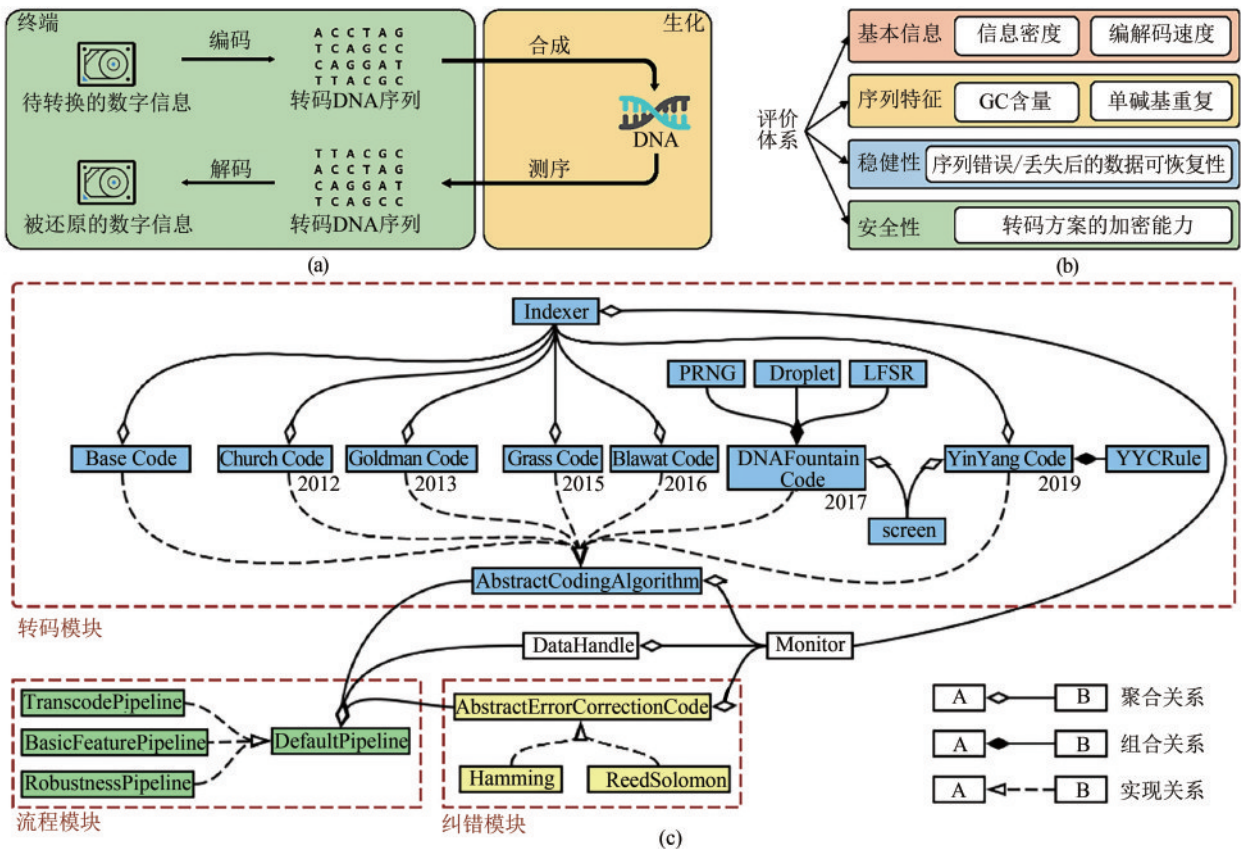 终端
编码
A C C T A G
T C A G C C
C A G G A T
T T A C G C
待转换的数字信息
转码DNA序列
合成
生化
DNA
T T A C G C
A C C T A G
C A G G A T
T C A G C C
解码
测序
被还原的数字信息
转码DNA序列
(a)
评价
体系
基本信息
信息密度
编解码速度
序列特征
GC含量
单碱基重复
稳健性
序列错误/丢失后的数据可恢复性
安全性
转码方案的加密能力
(b)
Indexer
PRNG
Droplet
LFSR
Base Code
Church Code
2012
Goldman Code
2013
Grass Code
2015
Blawat Code
2016
DNAFountain
Code
2017
YinYang Code
2019
YYCRule
screen
AbstractCodingAlgorithm
转码模块
DataHandle
Monitor
TranscodePipeline
BasicFeaturePipeline
RobustnessPipeline
DefaultPipeline
流程模块
AbstractErrorCorrectionCode
Hamming
ReedSolomon
纠错模块
A
B
聚合关系
A
B
组合关系
A
B
实现关系
(c)